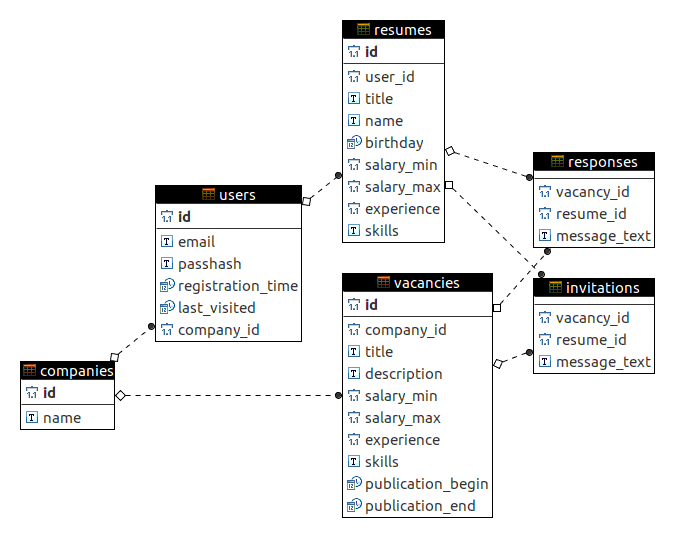 resumes
id
user_id
title
name
birthday
salary_min
salary_max
experience
skills
responses
vacancy_id
resume_id
message_text
users
id
email
passhash
registration_time
last_visited
company_id
vacancies
id
company_id
title
description
salary_min
salary_max
experience
skills
publication_begin
publication_end
invitations
vacancy_id
resume_id
message_text
companies
id
name